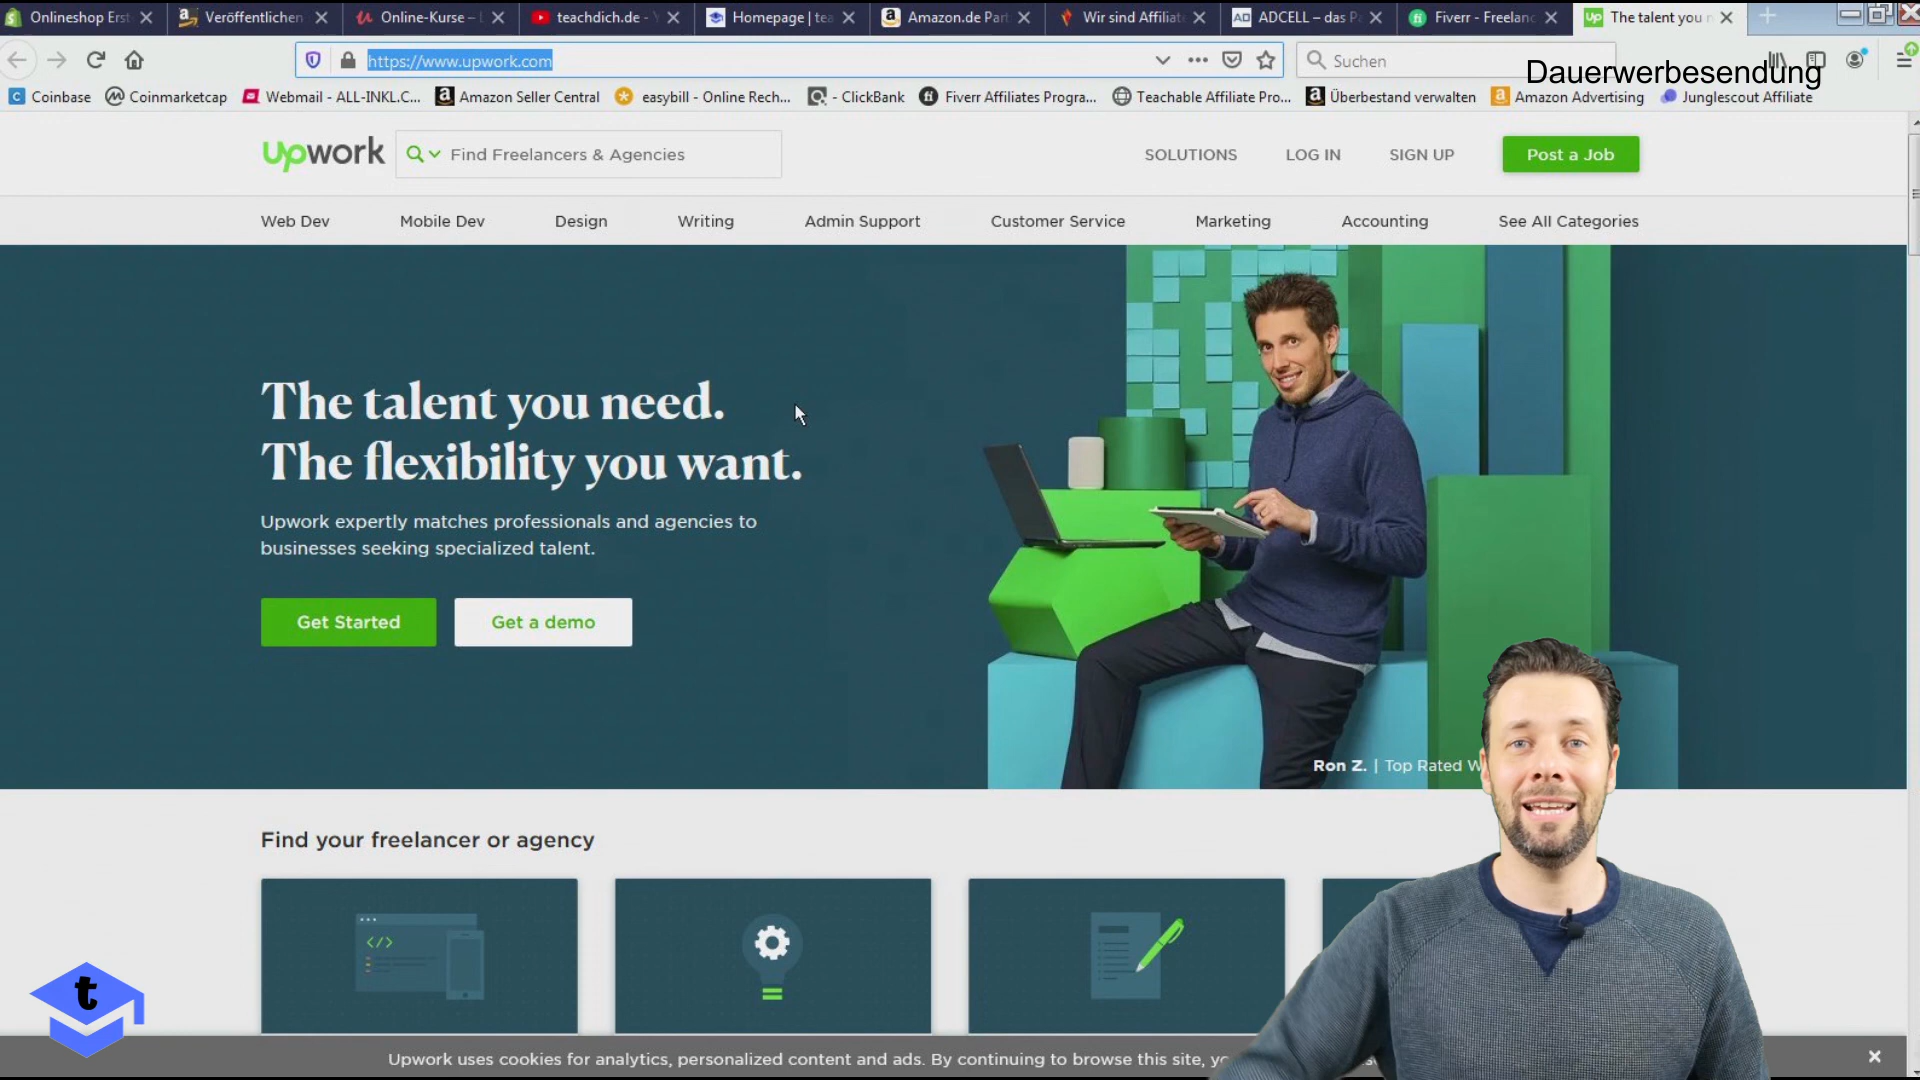 Onlineshop Erst
Veröffentlichen
Online-Kurse –
teachdich.de -
Homepage | tea
Amazon.de Part
Wir sind Affiliat
ADCELL – das Pa
Fiverr - Freelanc
The talent you n
https://www.upwork.com
Suchen
Dauerwerbesendung
Coinbase
Coinmarketcap
Webmail - ALL-INKL.C...
Amazon Seller Central
easybill - Online Rech...
- ClickBank
Fiverr Affiliates Progra...
Teachable Affiliate Pro...
Überbestand verwalten
Amazon Advertising
Junglescout Affiliate
upwork
Find Freelancers & Agencies
SOLUTIONS
LOG IN
SIGN UP
Post a Job
Web Dev
Mobile Dev
Design
Writing
Admin Support
Customer Service
Marketing
Accounting
See All Categories
The talent you need.
The flexibility you want.
Upwork expertly matches professionals and agencies to
businesses seeking specialized talent.
Get Started
Get a demo
Ron Z. | Top Rated W
Find your freelancer or agency
</>
t
Upwork uses cookies for analytics, personalized content and ads. By continuing to browse this site, yo